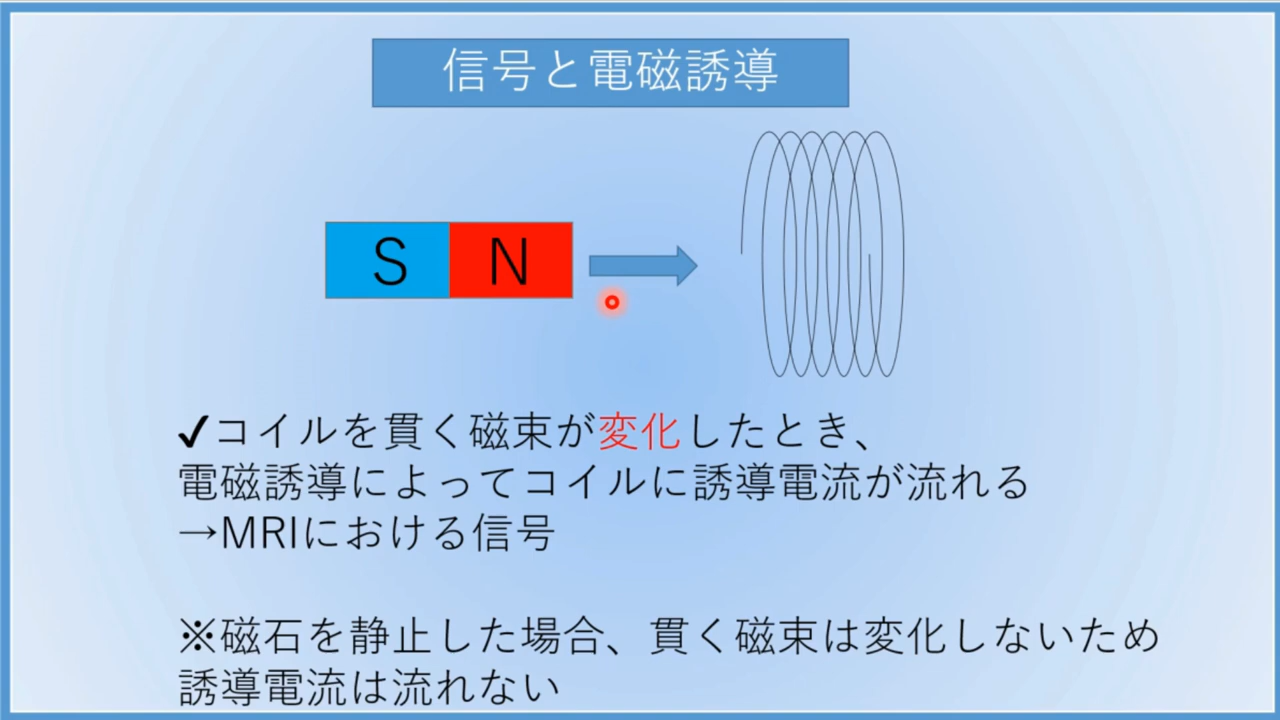 信号と電磁誘導
S N
✓コイルを貫く磁束が変化したとき、
電磁誘導によってコイルに誘導電流が流れる
→MRIにおける信号
※磁石を静止した場合、貫く磁束は変化しないため
誘導電流は流れない